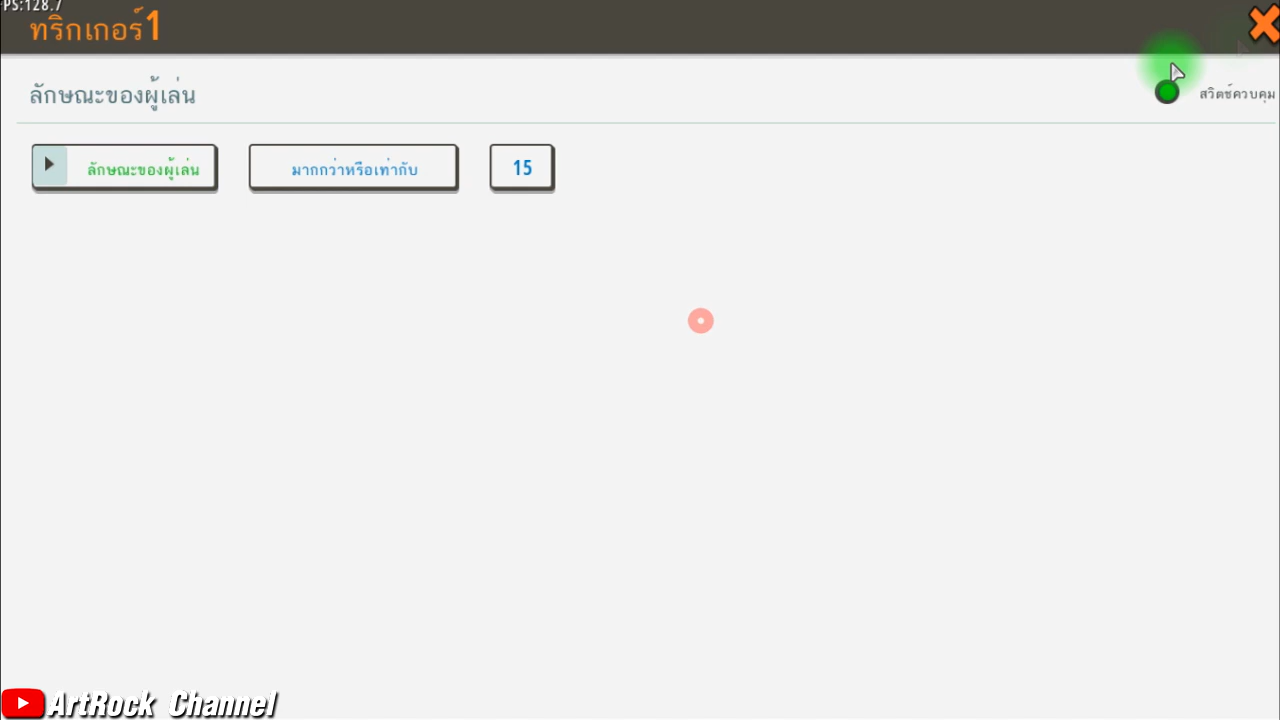 PS:128.7
ทริกเกอร์1
ลักษณะของผู้เล่น
สวิตช์ควบคุม
ลักษณะของผู้เล่น มากกว่าหรือเท่ากับ 15
ArtRock Channel